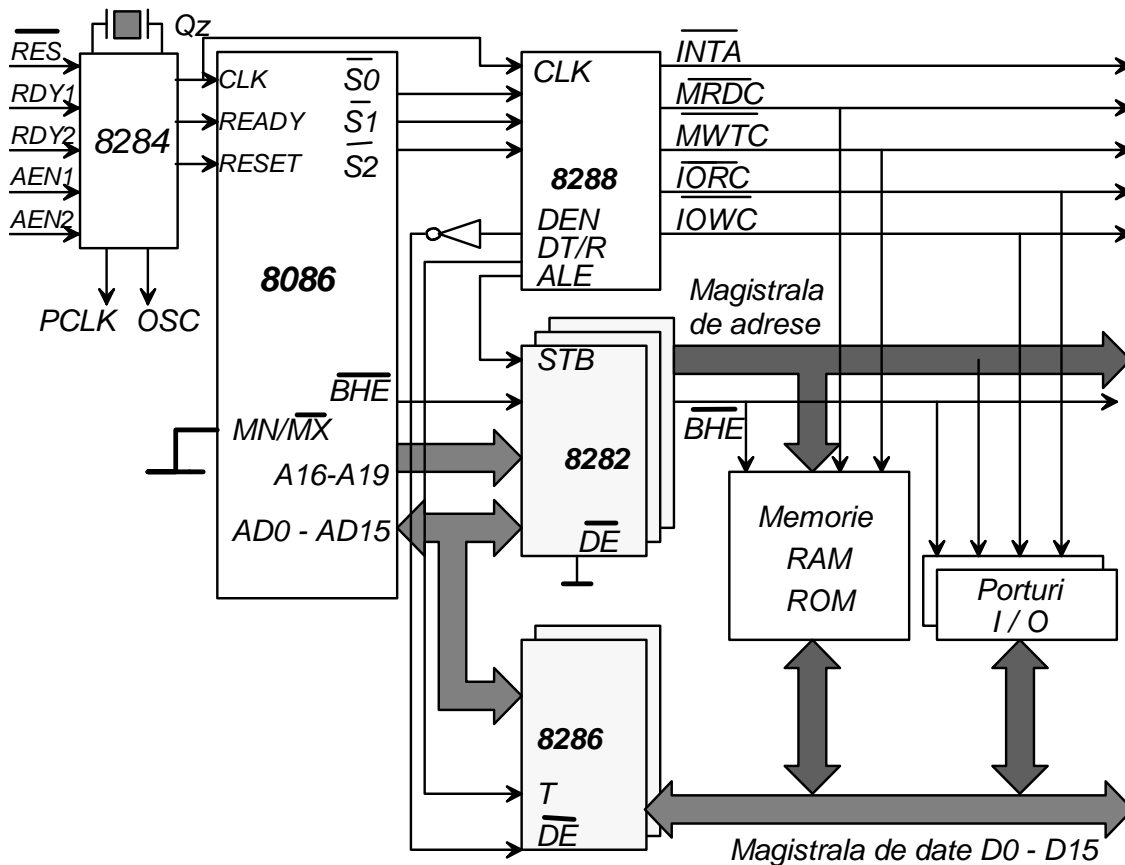 Qz
RES
RDY1
RDY2
AEN1
AEN2
8284
PCLK OSC
CLK
READY
RESET
S0
S1
S2
8086
BHE
MN/MX
A16-A19
AD0 - AD15
CLK
8288
DEN
DT/R
ALE
INTA
MRDC
MWTC
IORC
IOWC
Magistrala
de adrese
STB
8282
DE
BHE
Memorie
RAM
ROM
Porturi
I / O
8286
T
DE
Magistrala de date D0 - D15